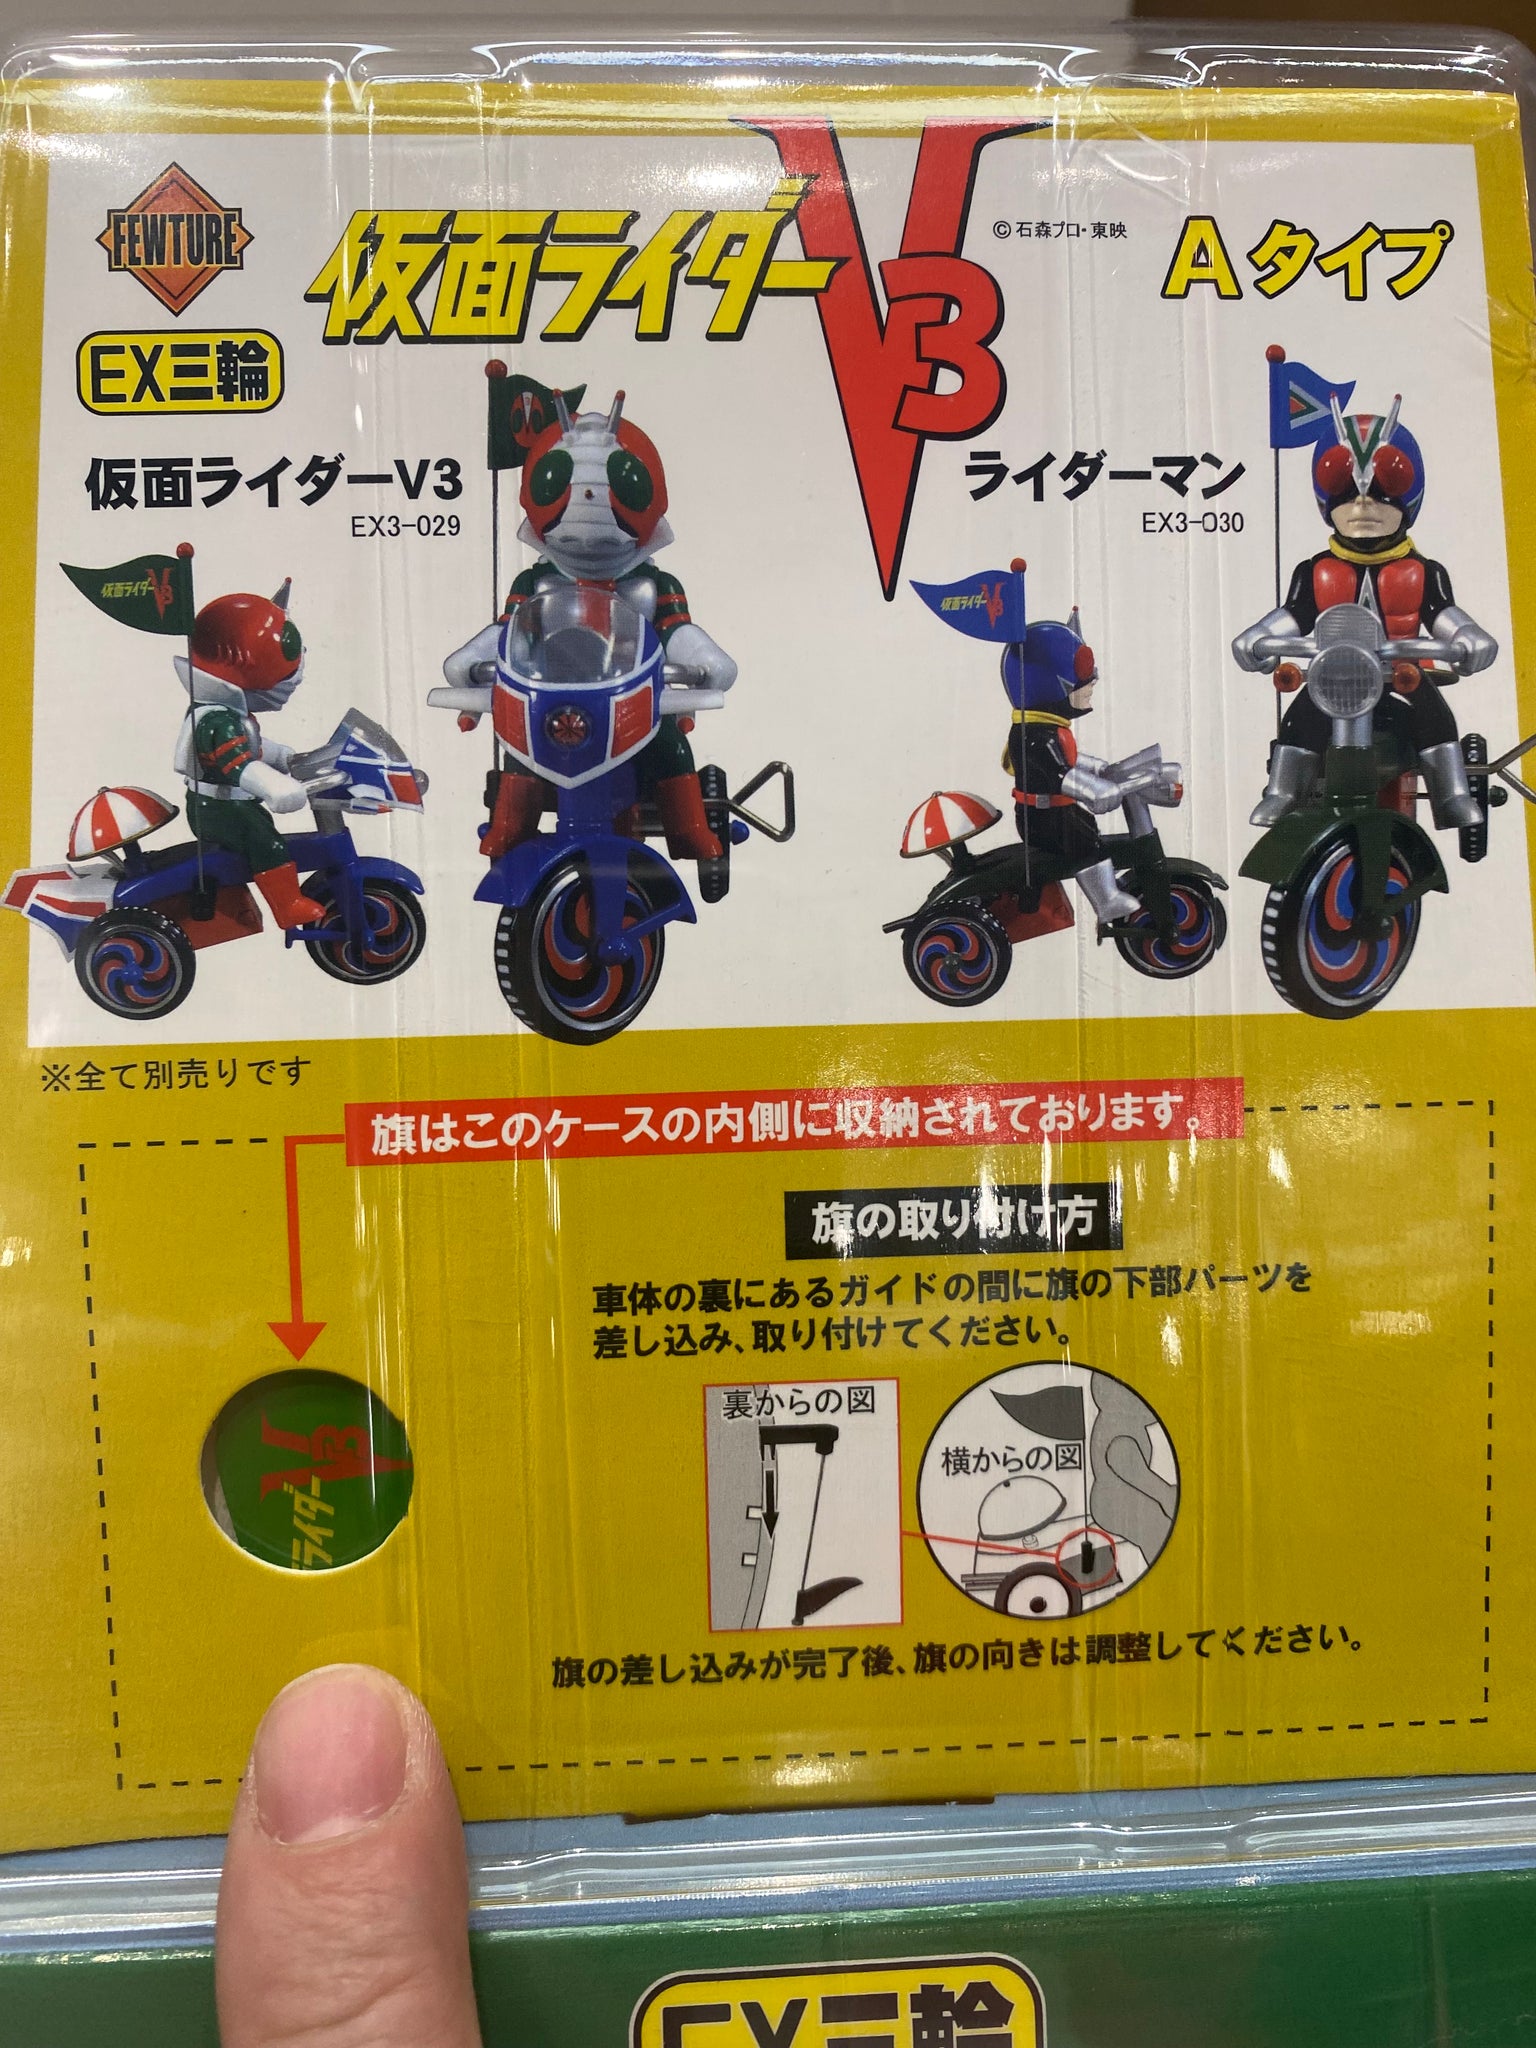 FEWTURE
仮面ライダーV3
©石森プロ・東映
Aタイプ
EX三輪
仮面ライダーV3
EX3-029
ライダーマン
EX3-030
仮面ライダーV3
仮面ライダーV3
※全て別売りです
旗はこのケースの内側に収納されております。
旗の取り付け方
車体の裏にあるガイドの間に旗の下部パーツを
差し込み、取り付けてください。
裏からの図
横からの図
ライダーV3
旗の差し込みが完了後、旗の向きは調整してください。
EX三輪